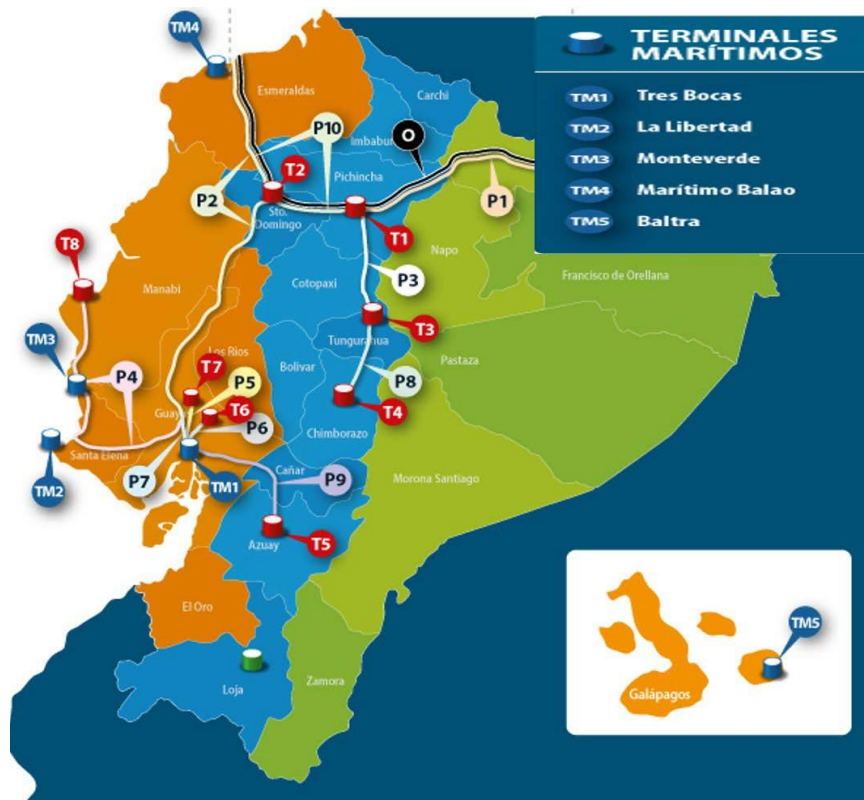 TM4
Esmeraldas
Carchi
P10
Imbabur
O
T2
Pichincha
P2
P1
Sto.
Domingo
T1
Napo
T8
P3
Francisco de Orellana
Manabi
Cotopaxi
T3
TM3
Los Rios
Tungurahua
Pastaza
T7
Bolivar
P4
P5
P8
T6
Guaya
T4
P6
Chimborazo
Santa Elena
Cañar
P7
TM1
P9
Morona Santiago
TM2
T5
Azuay
El Oro
Loja
Zamora
TERMINALES
MARÍTIMOS
TM1 Tres Bocas
TM2 La Libertad
TM3 Monteverde
TM4 Marítimo Balao
TM5 Baltra
TM5
Galápagos